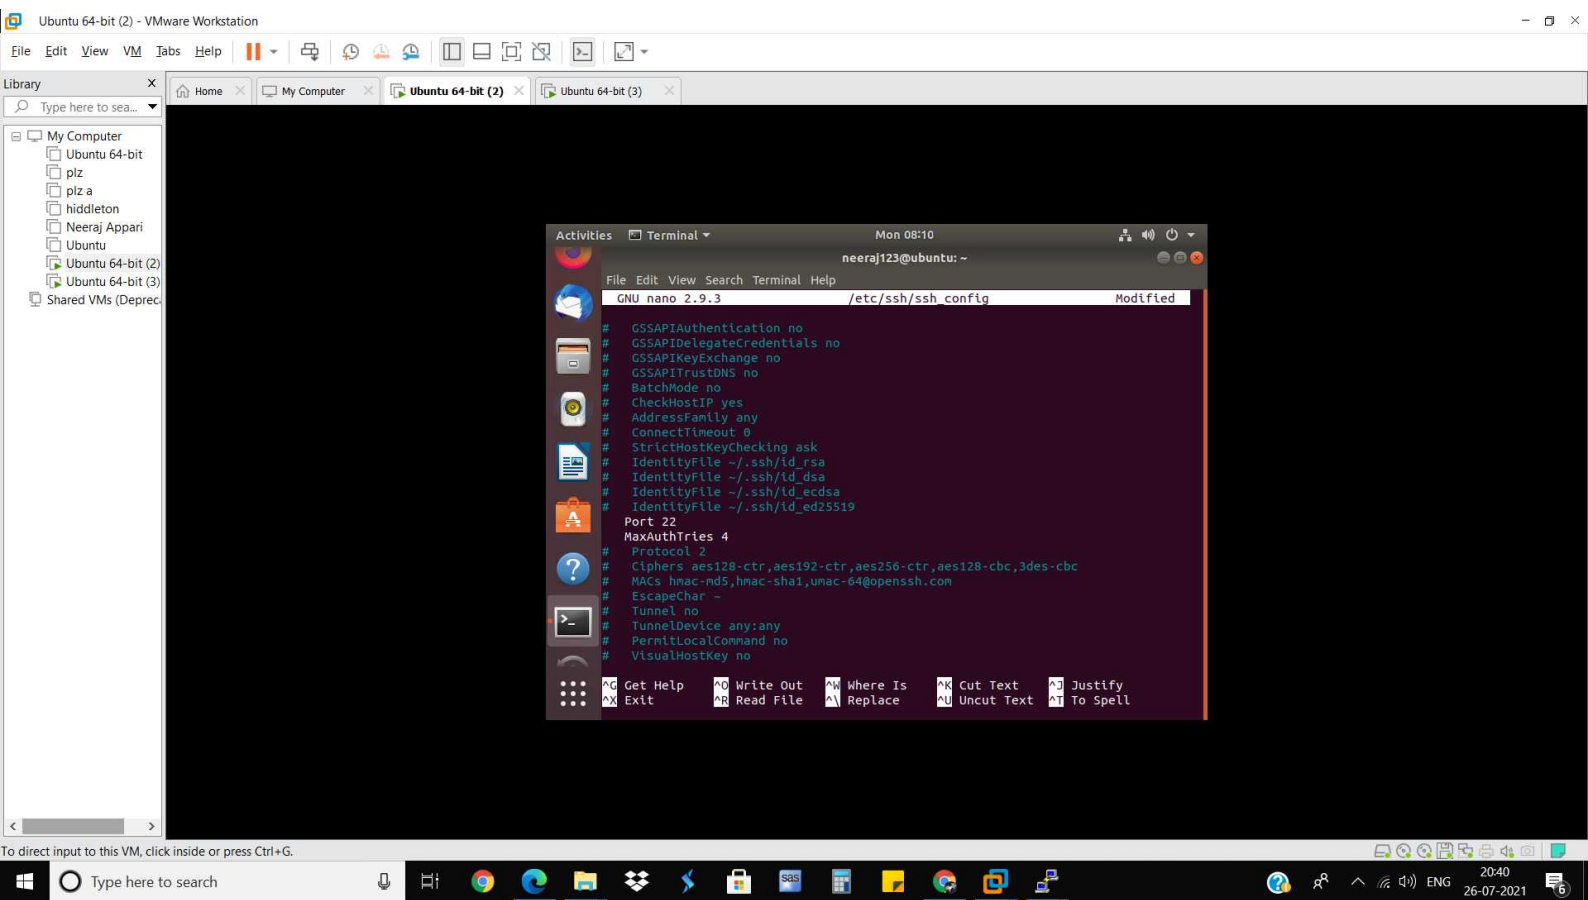 Ubuntu 64-bit (2) - VMware Workstation
File Edit View VM Tabs Help
Library X
Type here to sea...
Home
My Computer
Ubuntu 64-bit (2)
Ubuntu 64-bit (3)
My Computer
Ubuntu 64-bit
plz
plz a
hiddleton
Neeraj Appari
Ubuntu
Ubuntu 64-bit (2)
Ubuntu 64-bit (3)
Shared VMs (Deprec
Activities Terminal Mon 08:10
neeraj123@ubuntu: ~
File Edit View Search Terminal Help
GNU nano 2.9.3 /etc/ssh/ssh_config Modified
# GSSAPIAuthentication no
# GSSAPIDelegateCredentials no
# GSSAPIKeyExchange no
# GSSAPITrustDNS no
# BatchMode no
# CheckHostIP yes
# AddressFamily any
# ConnectTimeout 0
# StrictHostKeyChecking ask
# IdentityFile ~/.ssh/id_rsa
# IdentityFile ~/.ssh/id_dsa
# IdentityFile ~/.ssh/id_ecdsa
# IdentityFile ~/.ssh/id_ed25519
Port 22
MaxAuthTries 4
# Protocol 2
# Ciphers aes128-ctr,aes192-ctr,aes256-ctr,aes128-cbc,3des-cbc
# MACs hmac-md5,hmac-sha1,umac-64@openssh.com
# EscapeChar ~
# Tunnel no
# TunnelDevice any:any
# PermitLocalCommand no
# VisualHostKey no
^G Get Help ^O Write Out ^W Where Is ^K Cut Text ^J Justify
^X Exit ^R Read File ^\ Replace ^U Uncut Text ^T To Spell
To direct input to this VM, click inside or press Ctrl+G.
Type here to search
sas
ENG
20:40
26-07-2021
6